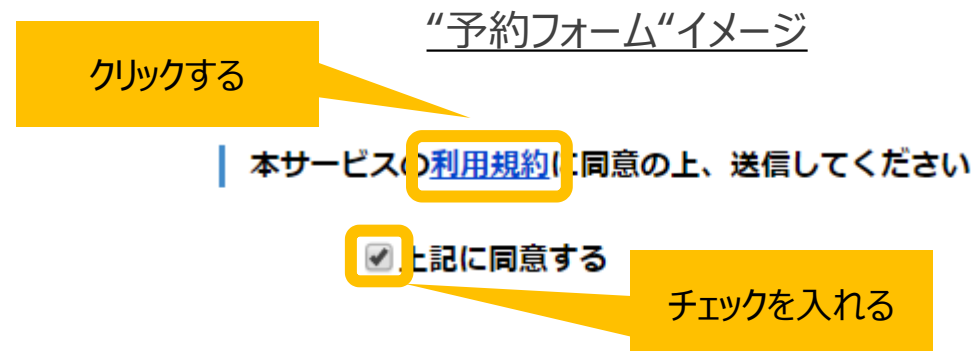 “予約フォーム“イメージ
クリックする
本サービスの利用規約に同意の上、送信してください
上記に同意する
チェックを入れる